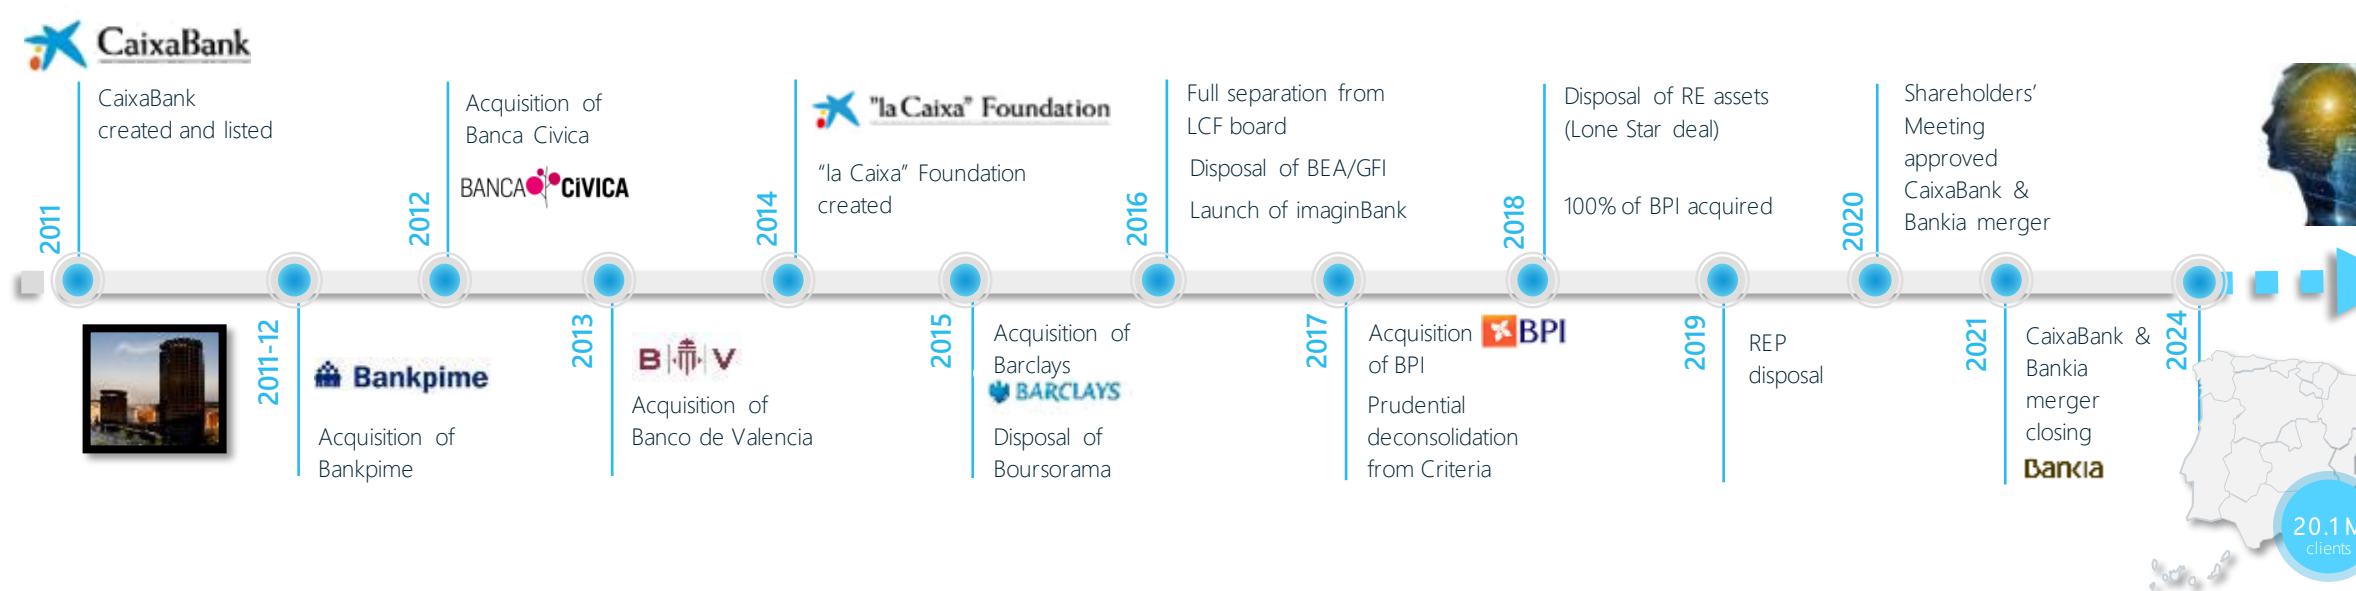 CaixaBank
2011
CaixaBank
created and listed
2011-12
Bankpime
Acquisition of
Bankpime
2012
Acquisition of
Banca Civica
BANCA CÍVICA
2013
B V
Acquisition of
Banco de Valencia
2014
"la Caixa" Foundation
“la Caixa” Foundation
created
2015
Acquisition of
Barclays
BARCLAYS
Disposal of
Boursorama
2016
Full separation from
LCF board
Disposal of BEA/GFI
Launch of imaginBank
2017
Acquisition
of BPI
BPI
Prudential
deconsolidation
from Criteria
2018
Disposal of RE assets
(Lone Star deal)
100% of BPI acquired
2019
REP
disposal
2020
Shareholders’
Meeting
approved
CaixaBank &
Bankia merger
2021
CaixaBank &
Bankia
merger
closing
Bankia
2024
20.1 M
clients